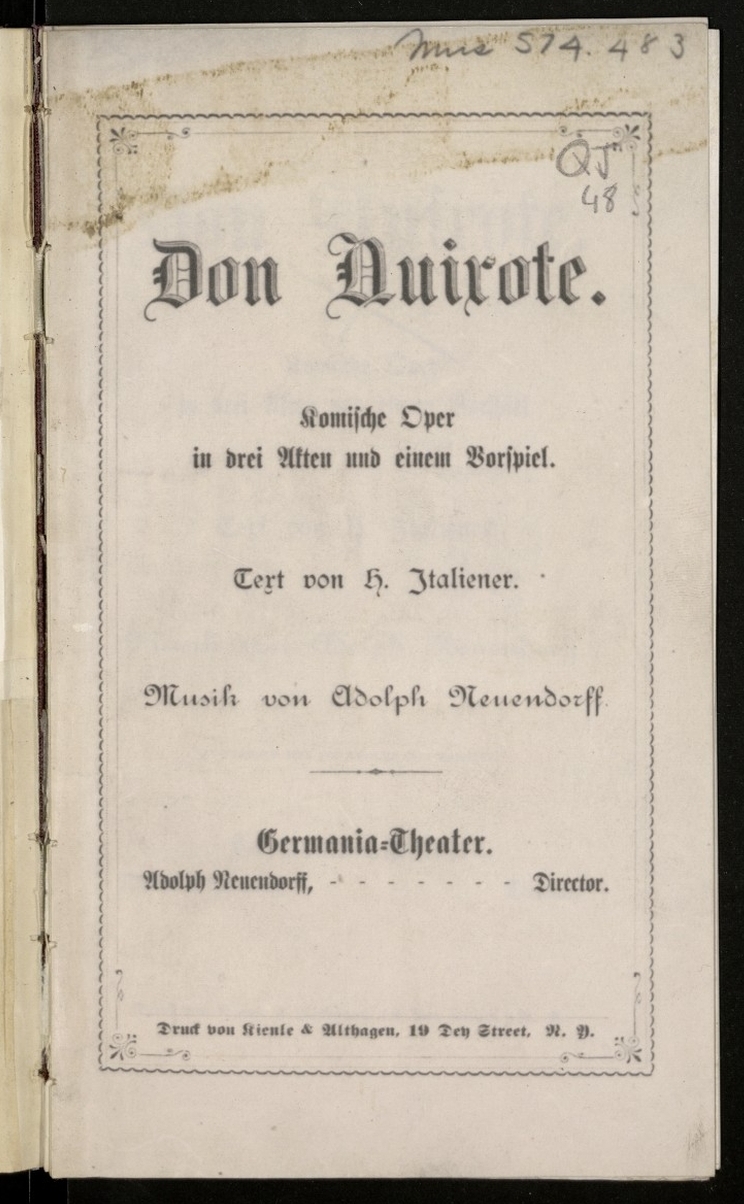 Mus 574.483
QJ
48
Don Quixote.
Komische Oper
in drei Akten und einem Vorspiel.
Text von H. Italiener.
Musik von Adolph Neuendorff.
Germania-Theater.
Adolph Neuendorff, - - - - - - - Director.
Druck von Kienle & Althagen, 19 Dey Street, N. Y.